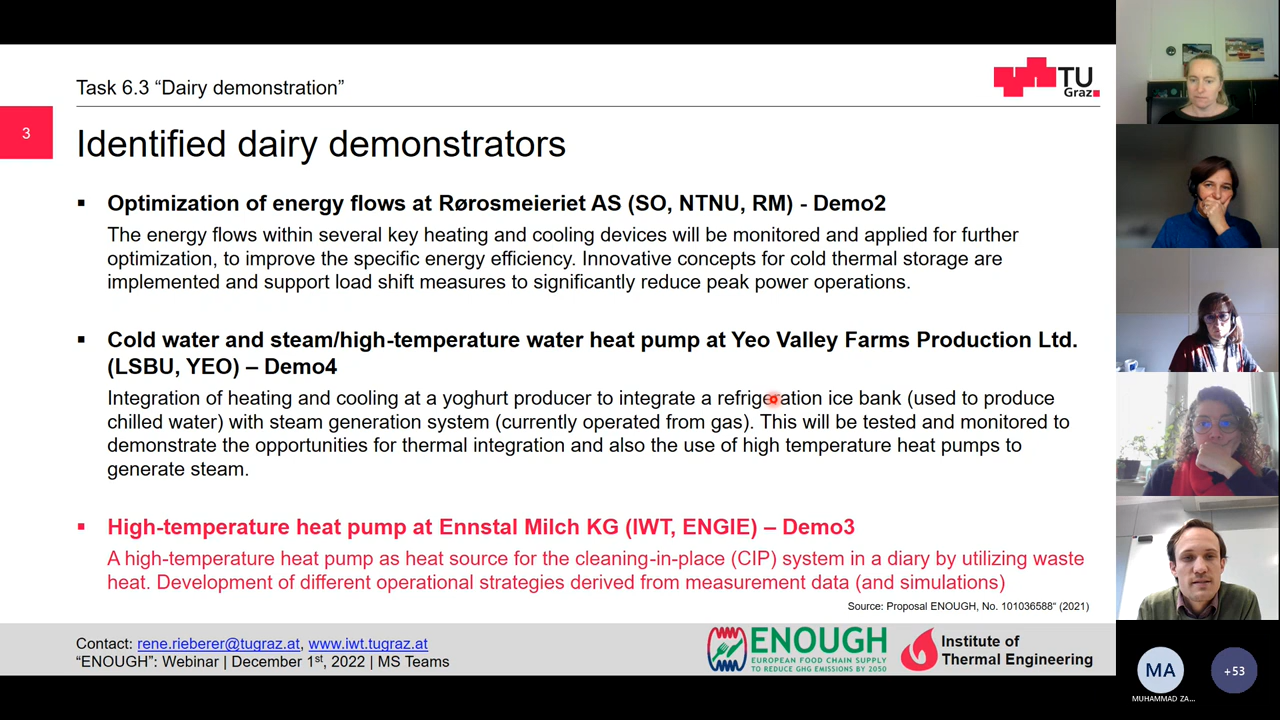 Task 6.3 “Dairy demonstration”
TU
Graz
3
Identified dairy demonstrators
▪ Optimization of energy flows at Rørosmeieriet AS (SO, NTNU, RM) - Demo2
The energy flows within several key heating and cooling devices will be monitored and applied for further
optimization, to improve the specific energy efficiency. Innovative concepts for cold thermal storage are
implemented and support load shift measures to significantly reduce peak power operations.
▪ Cold water and steam/high-temperature water heat pump at Yeo Valley Farms Production Ltd.
(LSBU, YEO) – Demo4
Integration of heating and cooling at a yoghurt producer to integrate a refrigeration ice bank (used to produce
chilled water) with steam generation system (currently operated from gas). This will be tested and monitored to
demonstrate the opportunities for thermal integration and also the use of high temperature heat pumps to
generate steam.
▪ High-temperature heat pump at Ennstal Milch KG (IWT, ENGIE) – Demo3
A high-temperature heat pump as heat source for the cleaning-in-place (CIP) system in a diary by utilizing waste
heat. Development of different operational strategies derived from measurement data (and simulations)
Source: Proposal ENOUGH, No. 101036588“ (2021)
Contact: rene.rieberer@tugraz.at, www.iwt.tugraz.at
“ENOUGH”: Webinar | December 1st, 2022 | MS Teams
ENOUGH
EUROPEAN FOOD CHAIN SUPPLY
TO REDUCE GHG EMISSIONS BY 2050
Institute of
Thermal Engineering
MA
MUHAMMAD ZA...
+53